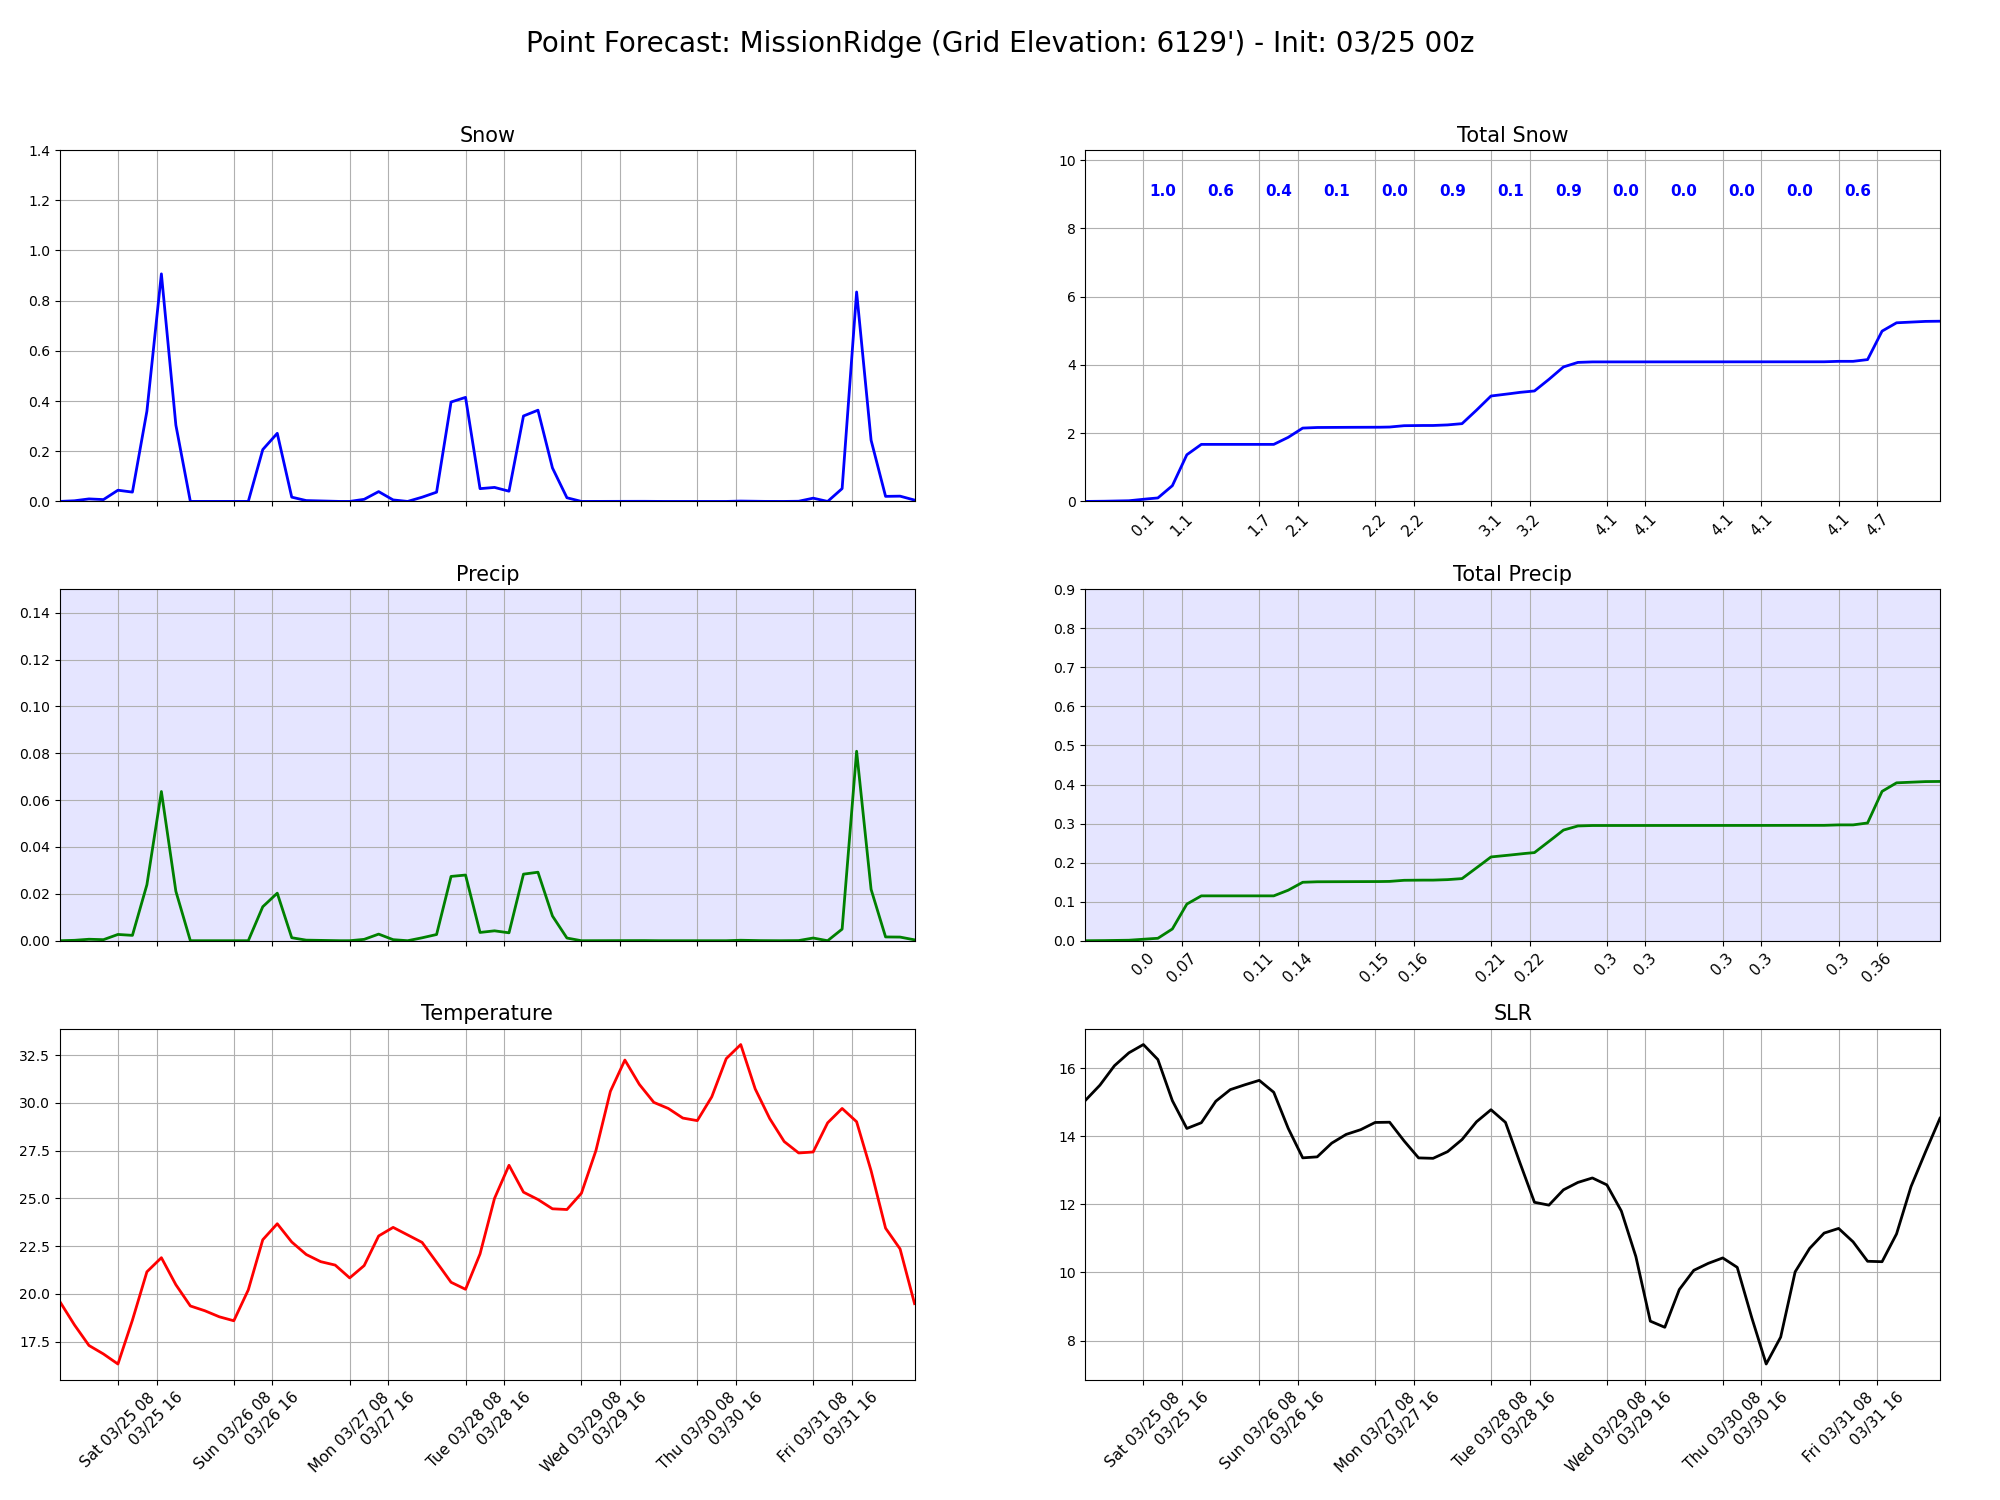 Point Forecast: MissionRidge (Grid Elevation: 6129') - Init: 03/25 00z
Snow
1.4
1.2
1.0
0.8
0.6
0.4
0.2
0.0
Total Snow
10
8
6
4
2
0
1.0 0.6 0.4 0.1 0.0 0.9 0.1 0.9 0.0 0.0 0.0 0.0 0.6
0.1 1.1 1.7 2.1 2.2 2.2 3.1 3.2 4.1 4.1 4.1 4.1 4.1 4.7
Precip
0.14
0.12
0.10
0.08
0.06
0.04
0.02
0.00
Total Precip
0.9
0.8
0.7
0.6
0.5
0.4
0.3
0.2
0.1
0.0
0.0 0.07 0.11 0.14 0.15 0.16 0.21 0.22 0.3 0.3 0.3 0.3 0.3 0.36
Temperature
32.5
30.0
27.5
25.0
22.5
20.0
17.5
Sat 03/25 08
03/25 16
Sun 03/26 08
03/26 16
Mon 03/27 08
03/27 16
Tue 03/28 08
03/28 16
Wed 03/29 08
03/29 16
Thu 03/30 08
03/30 16
Fri 03/31 08
03/31 16
SLR
16
14
12
10
8
Sat 03/25 08
03/25 16
Sun 03/26 08
03/26 16
Mon 03/27 08
03/27 16
Tue 03/28 08
03/28 16
Wed 03/29 08
03/29 16
Thu 03/30 08
03/30 16
Fri 03/31 08
03/31 16